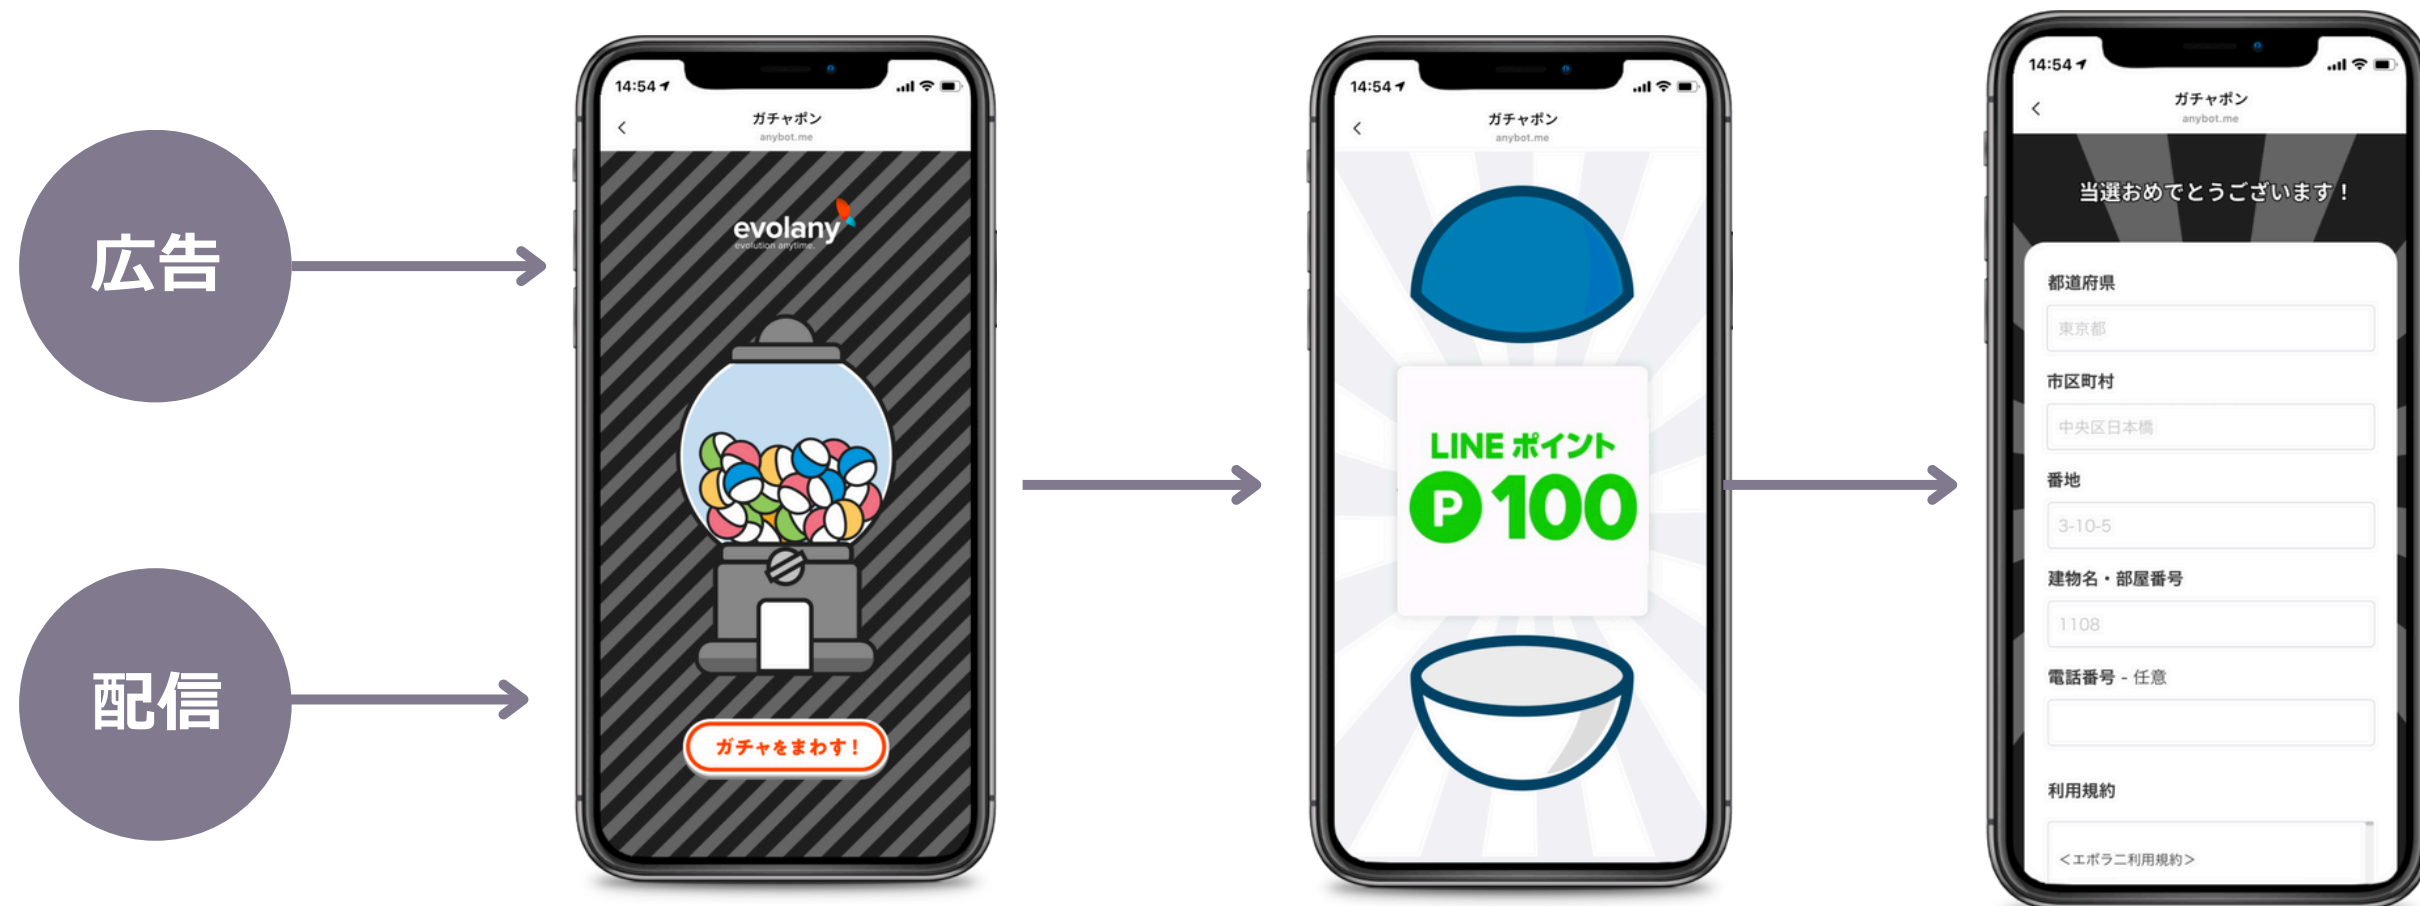 広告
配信
14:54
ガチャポン
anybot.me
evolany
evolution anytime.
ガチャをまわす！
14:54
ガチャポン
anybot.me
LINE ポイント
P 100
14:54
ガチャポン
anybot.me
当選おめでとうございます！
都道府県
東京都
市区町村
中央区日本橋
番地
3-10-5
建物名・部屋番号
1108
電話番号 - 任意
利用規約
＜エボラニ利用規約＞